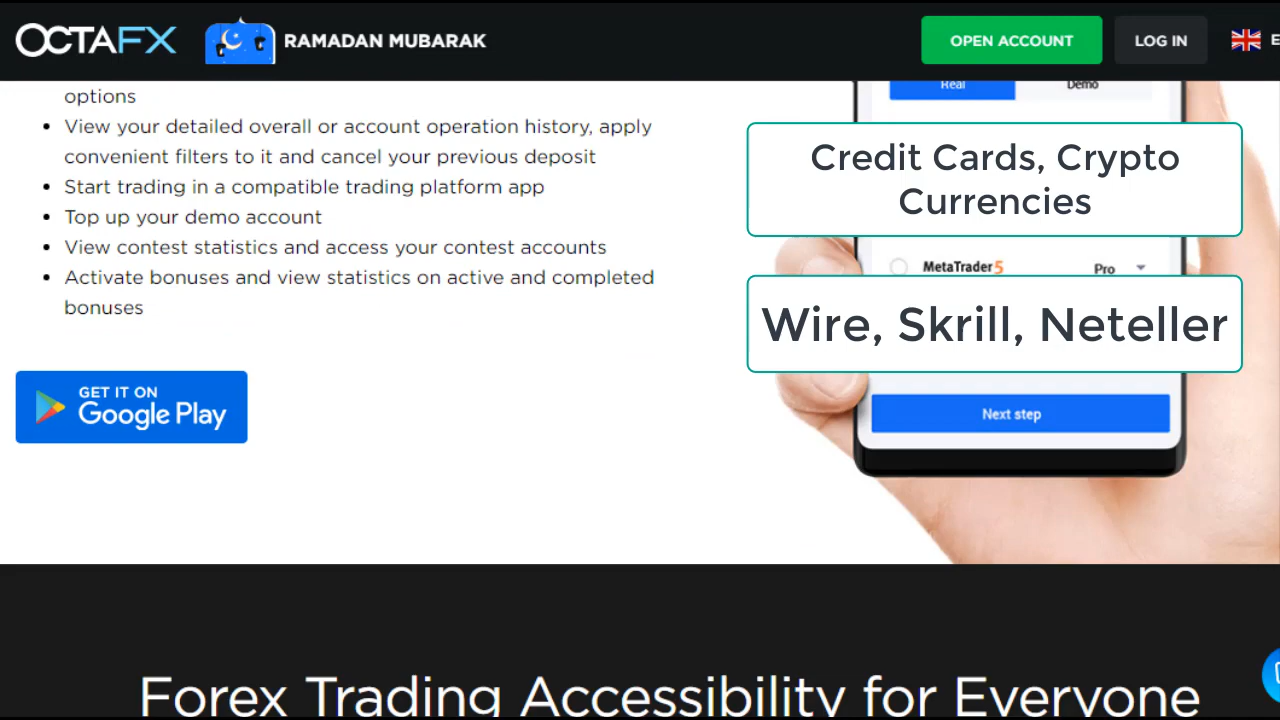 OCTAFX
RAMADAN MUBARAK
OPEN ACCOUNT
LOG IN
E
options
View your detailed overall or account operation history, apply
convenient filters to it and cancel your previous deposit
Start trading in a compatible trading platform app
Top up your demo account
View contest statistics and access your contest accounts
Activate bonuses and view statistics on active and completed
bonuses
GET IT ON
Google Play
Real
Demo
Credit Cards, Crypto
Currencies
MetaTrader5
Pro
Wire, Skrill, Neteller
Next step
Forex Trading Accessibility for Everyone